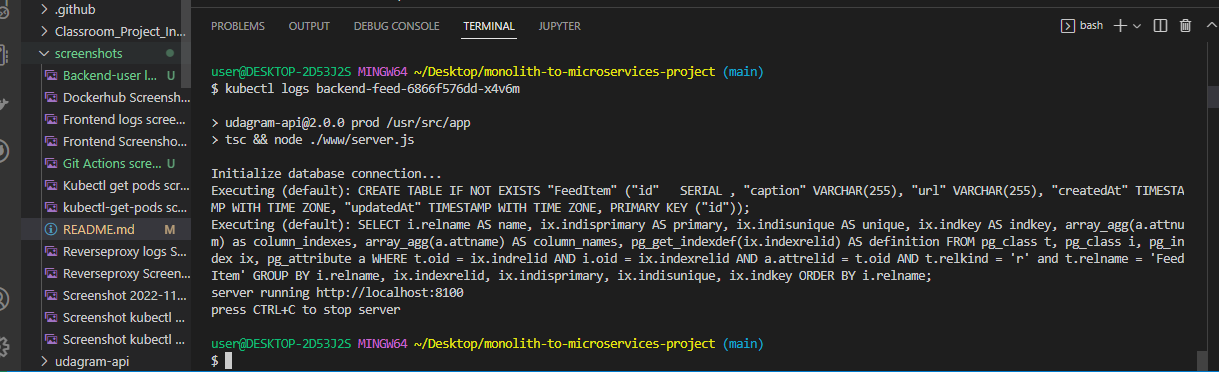 .github
Classroom_Project_In...
screenshots
Backend-user l... U
Dockerhub Screensh...
Frontend logs scree...
Frontend Screensho...
Git Actions scre... U
Kubectl get pods scr...
kubectl-get-pods sc...
README.md
Reverseproxy logs S...
Reverseproxy Screen...
Screenshot 2022-11...
Screenshot kubectl ...
Screenshot kubectl ...
udagram-api
PROBLEMS OUTPUT DEBUG CONSOLE TERMINAL JUPYTER bash
user@DESKTOP-2D53J2S MINGW64 ~/Desktop/monolith-to-microservices-project (main)
$ kubectl logs backend-feed-6866f576dd-x4v6m
> udagram-api@2.0.0 prod /usr/src/app
> tsc && node ./www/server.js
Initialize database connection...
Executing (default): CREATE TABLE IF NOT EXISTS "FeedItem" ("id"   SERIAL , "caption" VARCHAR(255), "url" VARCHAR(255), "createdAt" TIMESTA
MP WITH TIME ZONE, "updatedAt" TIMESTAMP WITH TIME ZONE, PRIMARY KEY ("id"));
Executing (default): SELECT i.relname AS name, ix.indisprimary AS primary, ix.indisunique AS unique, ix.indkey AS indkey, array_agg(a.attnu
m) as column_indexes, array_agg(a.attname) AS column_names, pg_get_indexdef(ix.indexrelid) AS definition FROM pg_class t, pg_class i, pg_in
dex ix, pg_attribute a WHERE t.oid = ix.indrelid AND i.oid = ix.indexrelid AND a.attrelid = t.oid AND t.relkind = 'r' and t.relname = 'Feed
Item' GROUP BY i.relname, ix.indexrelid, ix.indisprimary, ix.indisunique, ix.indkey ORDER BY i.relname;
server running http://localhost:8100
press CTRL+C to stop server
user@DESKTOP-2D53J2S MINGW64 ~/Desktop/monolith-to-microservices-project (main)
$